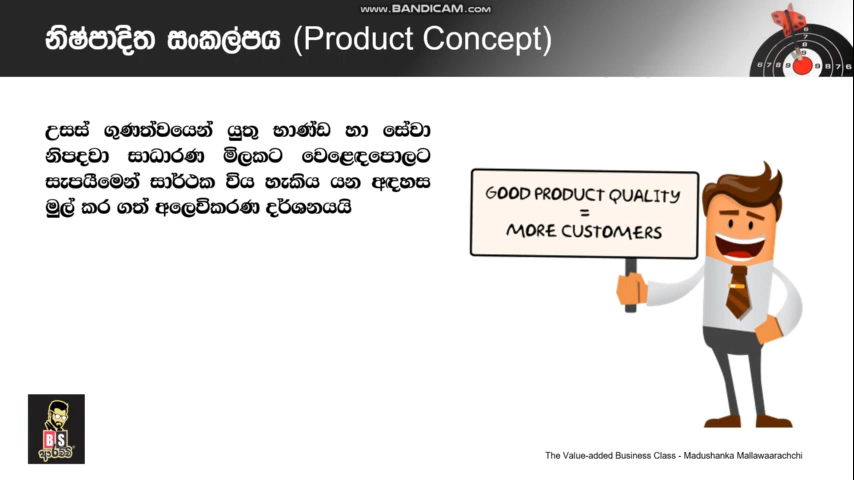 WWW.BANDICAM.COM
නිෂ්පාදිත සංකල්පය (Product Concept)
උසස් ගුණත්වයෙන් යුතු භාණ්ඩ හා සේවා
නිපදවා සාධාරණ මිලකට වෙළෙඳපොලට
සැපයීමෙන් සාර්ථක විය හැකිය යන අඳහස
මුල් කර ගත් අලෙවිකරණ දර්ශනයයි
GOOD PRODUCT QUALITY
=
MORE CUSTOMERS
BS
The Value-added Business Class - Madushanka Mallawaarachchi